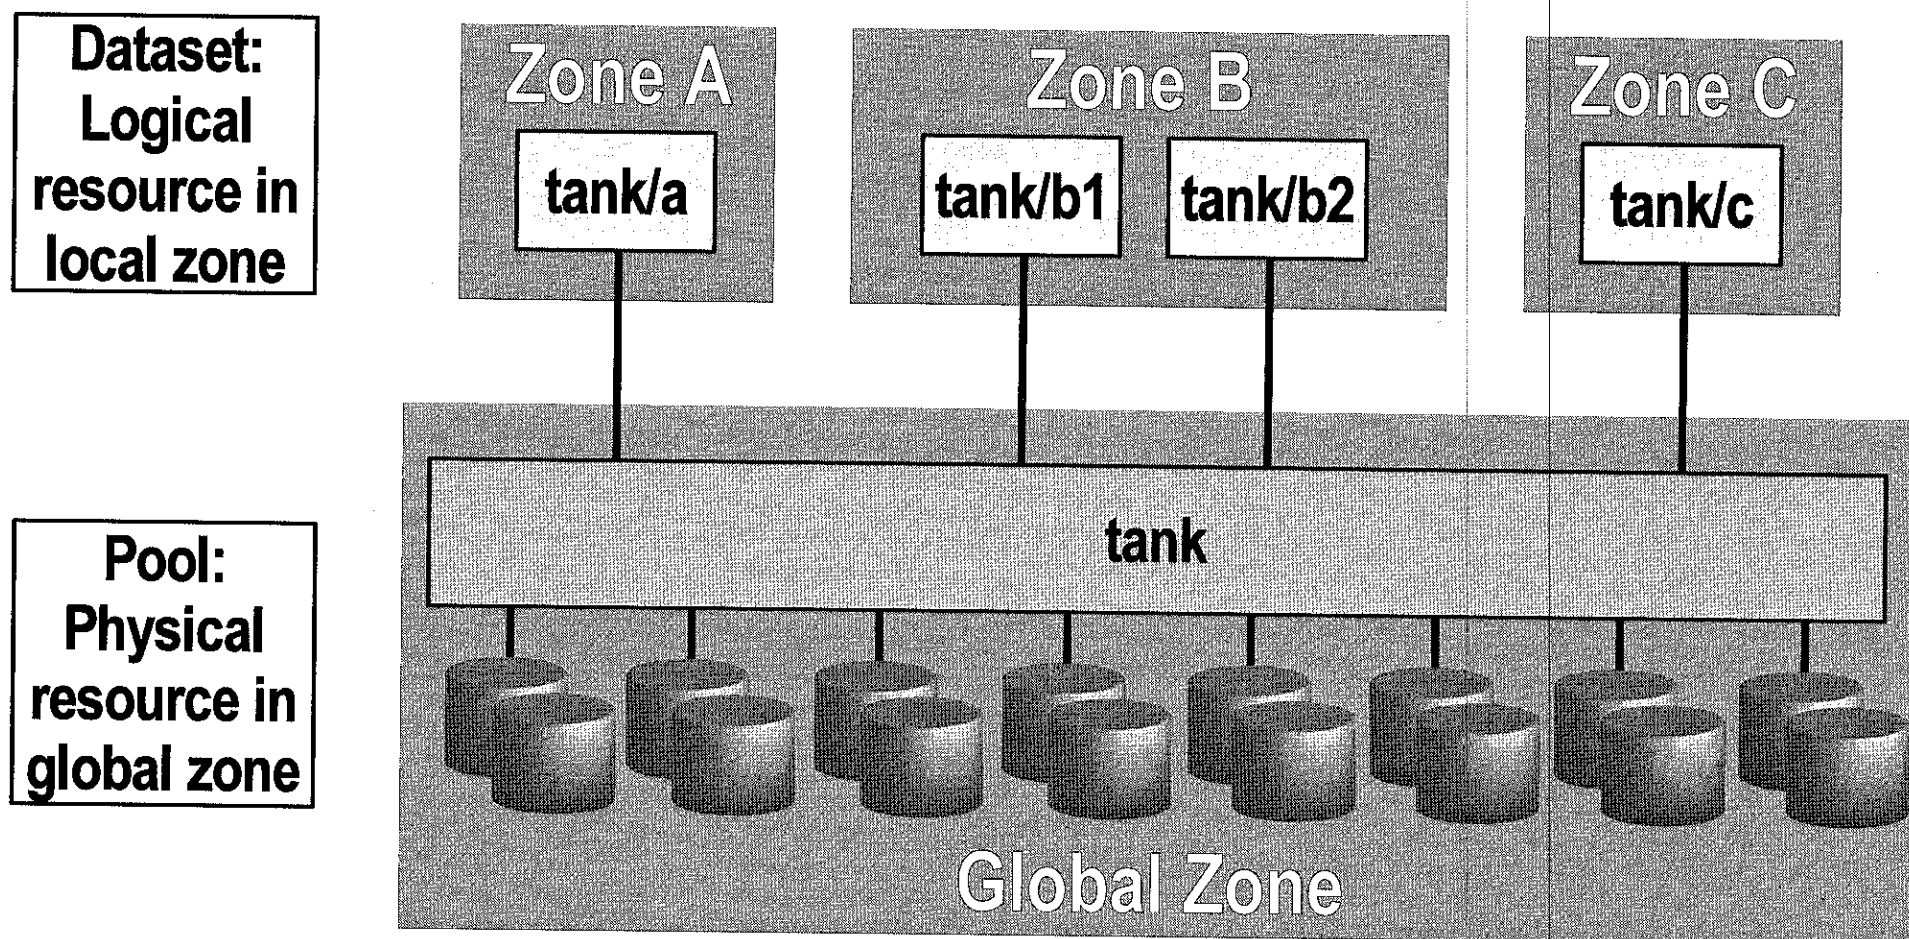 Dataset:
Logical
resource in
local zone
Zone A
tank/a
Zone B
tank/b1 tank/b2
Zone C
tank/c
Pool:
Physical
resource in
global zone
tank
Global Zone